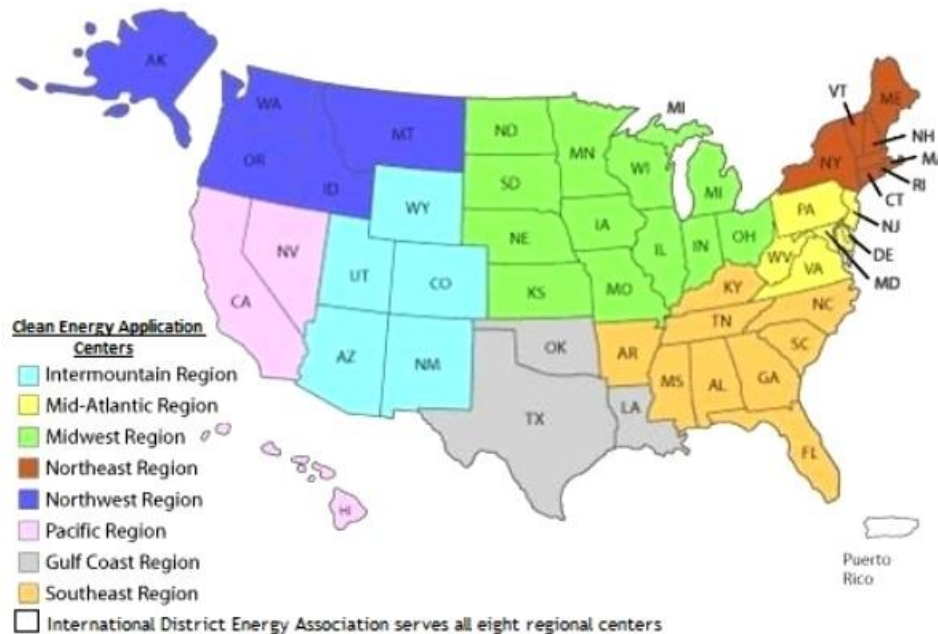 AK
WA
MT
OR
ID
ND
MN
SD
WI
MI
MI
WY
NE
IA
IL
IN
OH
NV
UT
CO
KS
MO
CA
AZ
NM
OK
AR
TX
LA
KY
TN
NC
SC
MS
AL
GA
FL
PA
WV
VA
VT
ME
NH
NY
RI
CT
NJ
DE
MD
HI
Puerto
Rico
Clean Energy Application
Centers
Intermountain Region
Mid-Atlantic Region
Midwest Region
Northeast Region
Northwest Region
Pacific Region
Gulf Coast Region
Southeast Region
International District Energy Association serves all eight regional centers